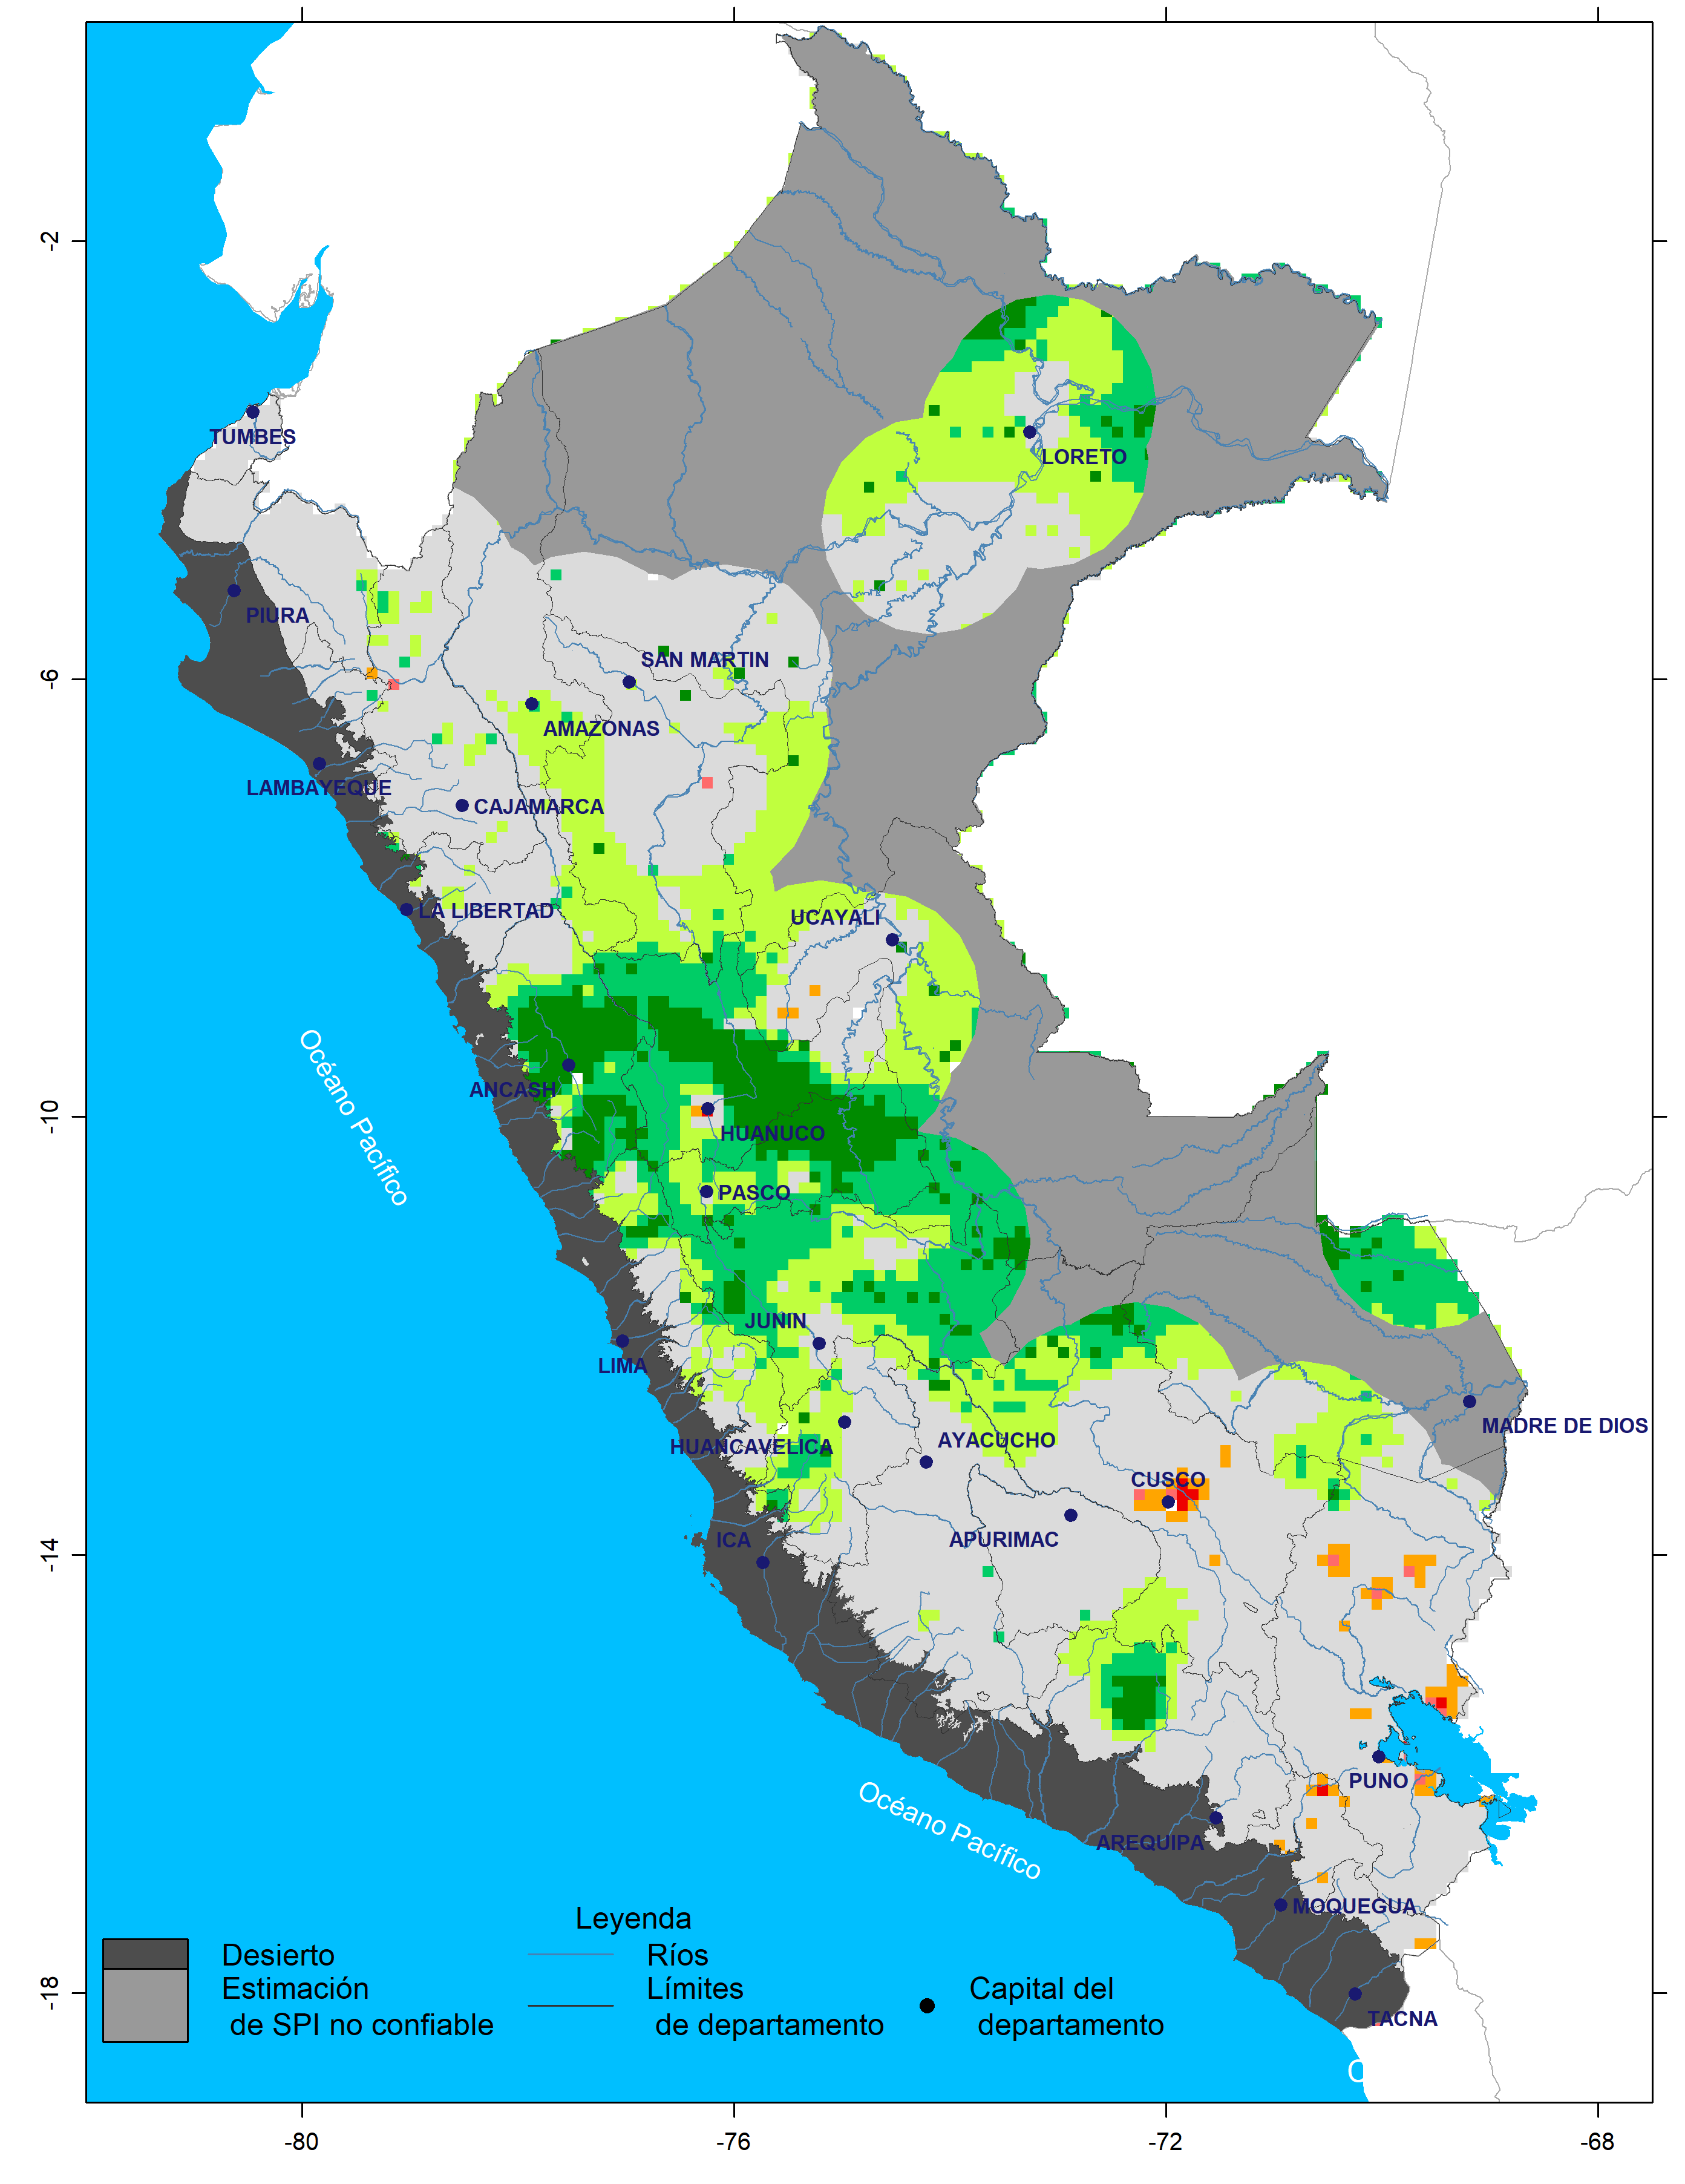 -2
-6
-10
-14
-18
TUMBES
LORETO
PIURA
SAN MARTIN
AMAZONAS
LAMBAYEQUE
CAJAMARCA
LA LIBERTAD
UCAYALI
Océano Pacífico
ANCASH
HUANUCO
PASCO
JUNIN
LIMA
MADRE DE DIOS
HUANCAVELICA
AYACUCHO
CUSCO
ICA
APURIMAC
PUNO
Océano Pacífico
AREQUIPA
MOQUEGUA
TACNA
O
Leyenda
Desierto
Estimación
de SPI no confiable
Ríos
Límites
de departamento
Capital del
departamento
-80
-76
-72
-68